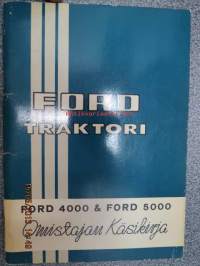 FORD
TRAKTORI
FORD 4000 & FORD 5000
Omistajan Käsikirja